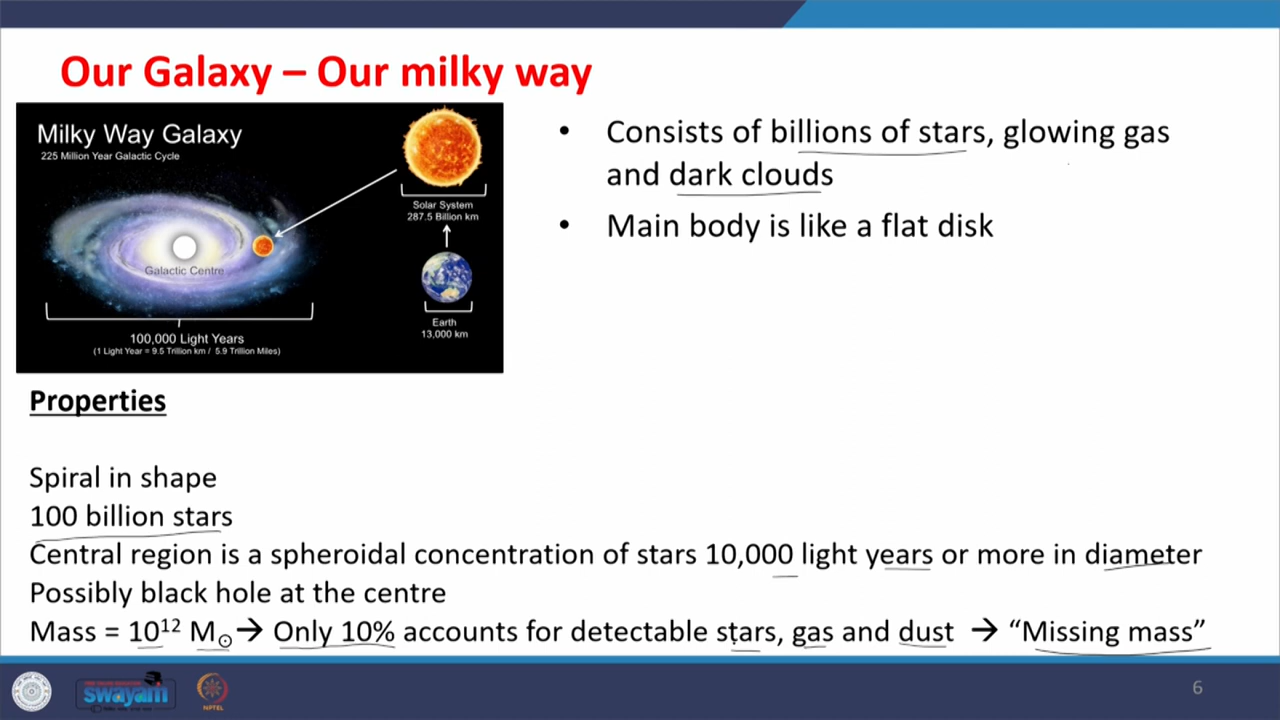 Our Galaxy – Our milky way
Milky Way Galaxy
225 Million Year Galactic Cycle
Solar System
287.5 Billion km
Galactic Centre
Earth
13,000 km
100,000 Light Years
(1 Light Year = 9.5 Trillion km / 5.9 Trillion Miles)
• Consists of billions of stars, glowing gas
and dark clouds
• Main body is like a flat disk
Properties
Spiral in shape
100 billion stars
Central region is a spheroidal concentration of stars 10,000 light years or more in diameter
Possibly black hole at the centre
Mass = 10¹² M☉→ Only 10% accounts for detectable stars, gas and dust → “Missing mass”
swayam
NPTEL
6